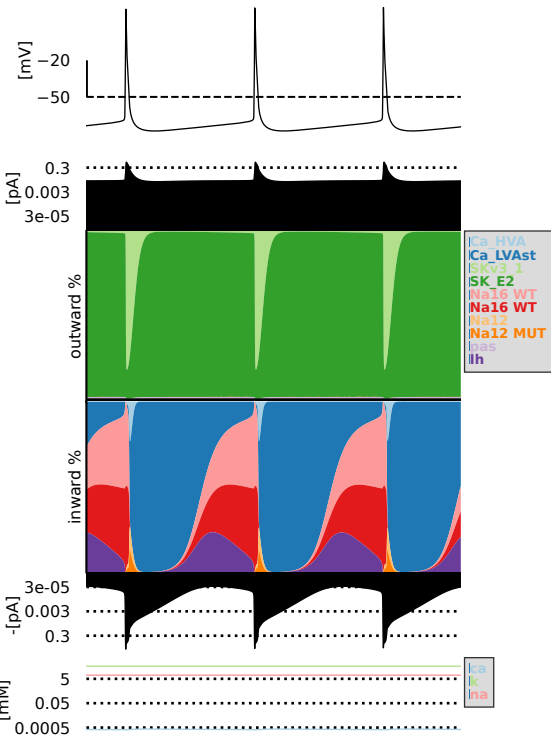 [mV]
−20
−50
[pA]
0.3
0.003
3e-05
outward %
Ca_HVA
Ca_LVAst
SKv3_1
SK_E2
Na16 WT
Na16 WT
Na12
Na12 MUT
pas
Ih
inward %
-[pA]
3e-05
0.003
0.3
[mM]
5
0.05
0.0005
ca
k
na